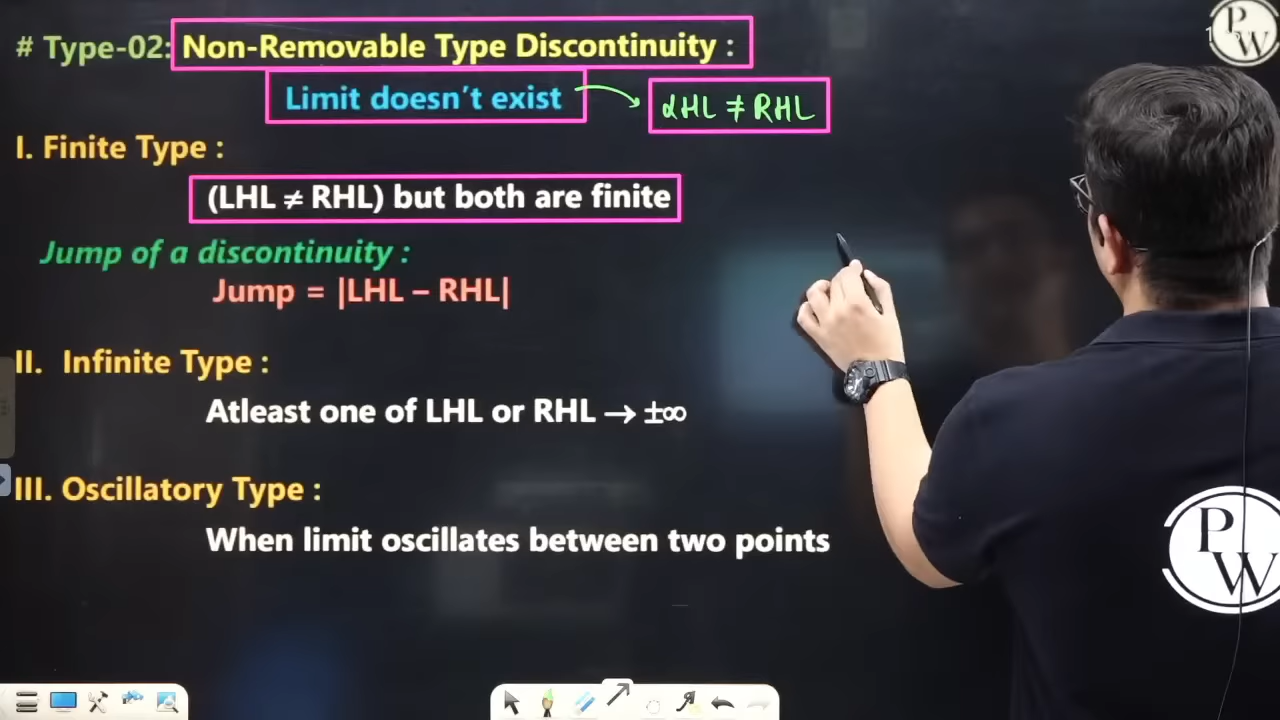 # Type-02: Non-Removable Type Discontinuity :
Limit doesn't exist
LHL ≠ RHL
I. Finite Type :
(LHL ≠ RHL) but both are finite
Jump of a discontinuity :
Jump = |LHL – RHL|
II. Infinite Type :
Atleast one of LHL or RHL → ±∞
III. Oscillatory Type :
When limit oscillates between two points
PW
PW